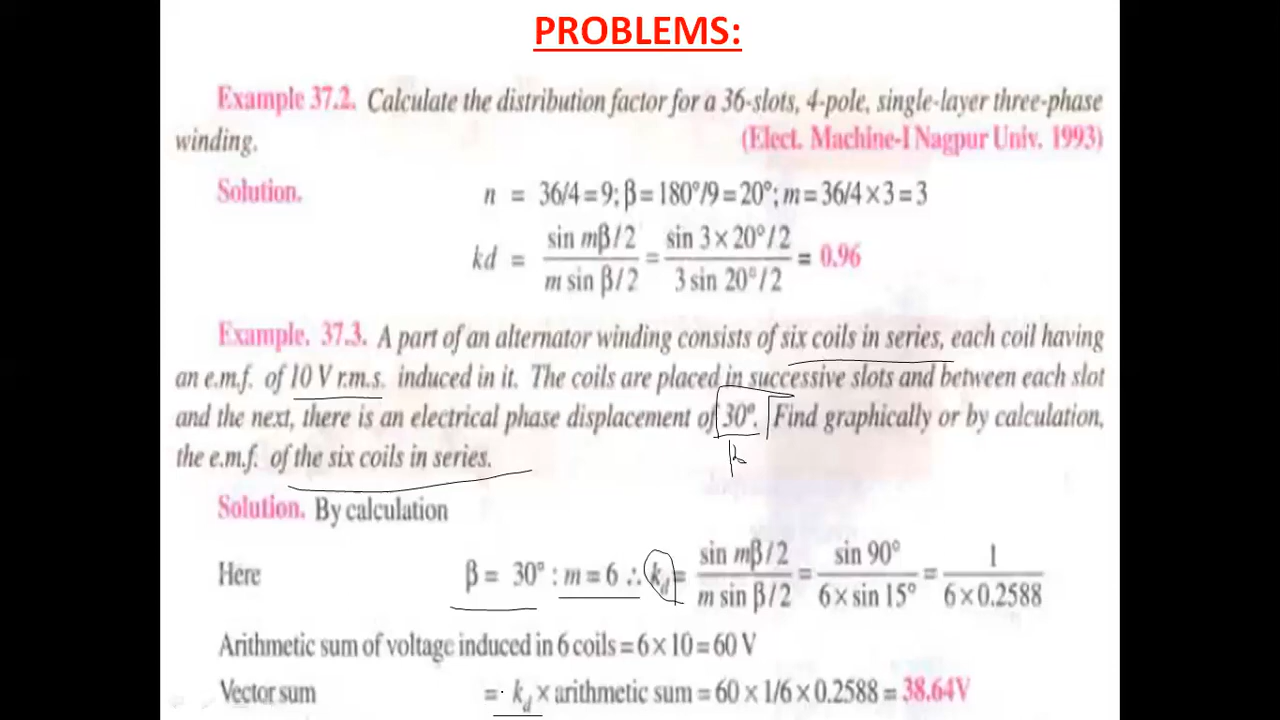 PROBLEMS:
Example 37.2. Calculate the distribution factor for a 36-slots, 4-pole, single-layer three-phase
winding. (Elect. Machine-I Nagpur Univ. 1993)
Solution. n = 36/4 = 9; β = 180°/9 = 20°; m = 36/4 × 3 = 3
kd = sin mβ/2 / m sin β/2 = sin 3 × 20°/2 / 3 sin 20°/2 = 0.96
Example. 37.3. A part of an alternator winding consists of six coils in series, each coil having
an e.m.f. of 10 V r.m.s. induced in it. The coils are placed in successive slots and between each slot
and the next, there is an electrical phase displacement of 30°. Find graphically or by calculation,
the e.m.f. of the six coils in series.
Solution. By calculation
Here β = 30° : m = 6 ∴ kd = sin mβ/2 / m sin β/2 = sin 90° / 6 × sin 15° = 1 / 6 × 0.2588
Arithmetic sum of voltage induced in 6 coils = 6 × 10 = 60 V
Vector sum = kd × arithmetic sum = 60 × 1/6 × 0.2588 = 38.64V